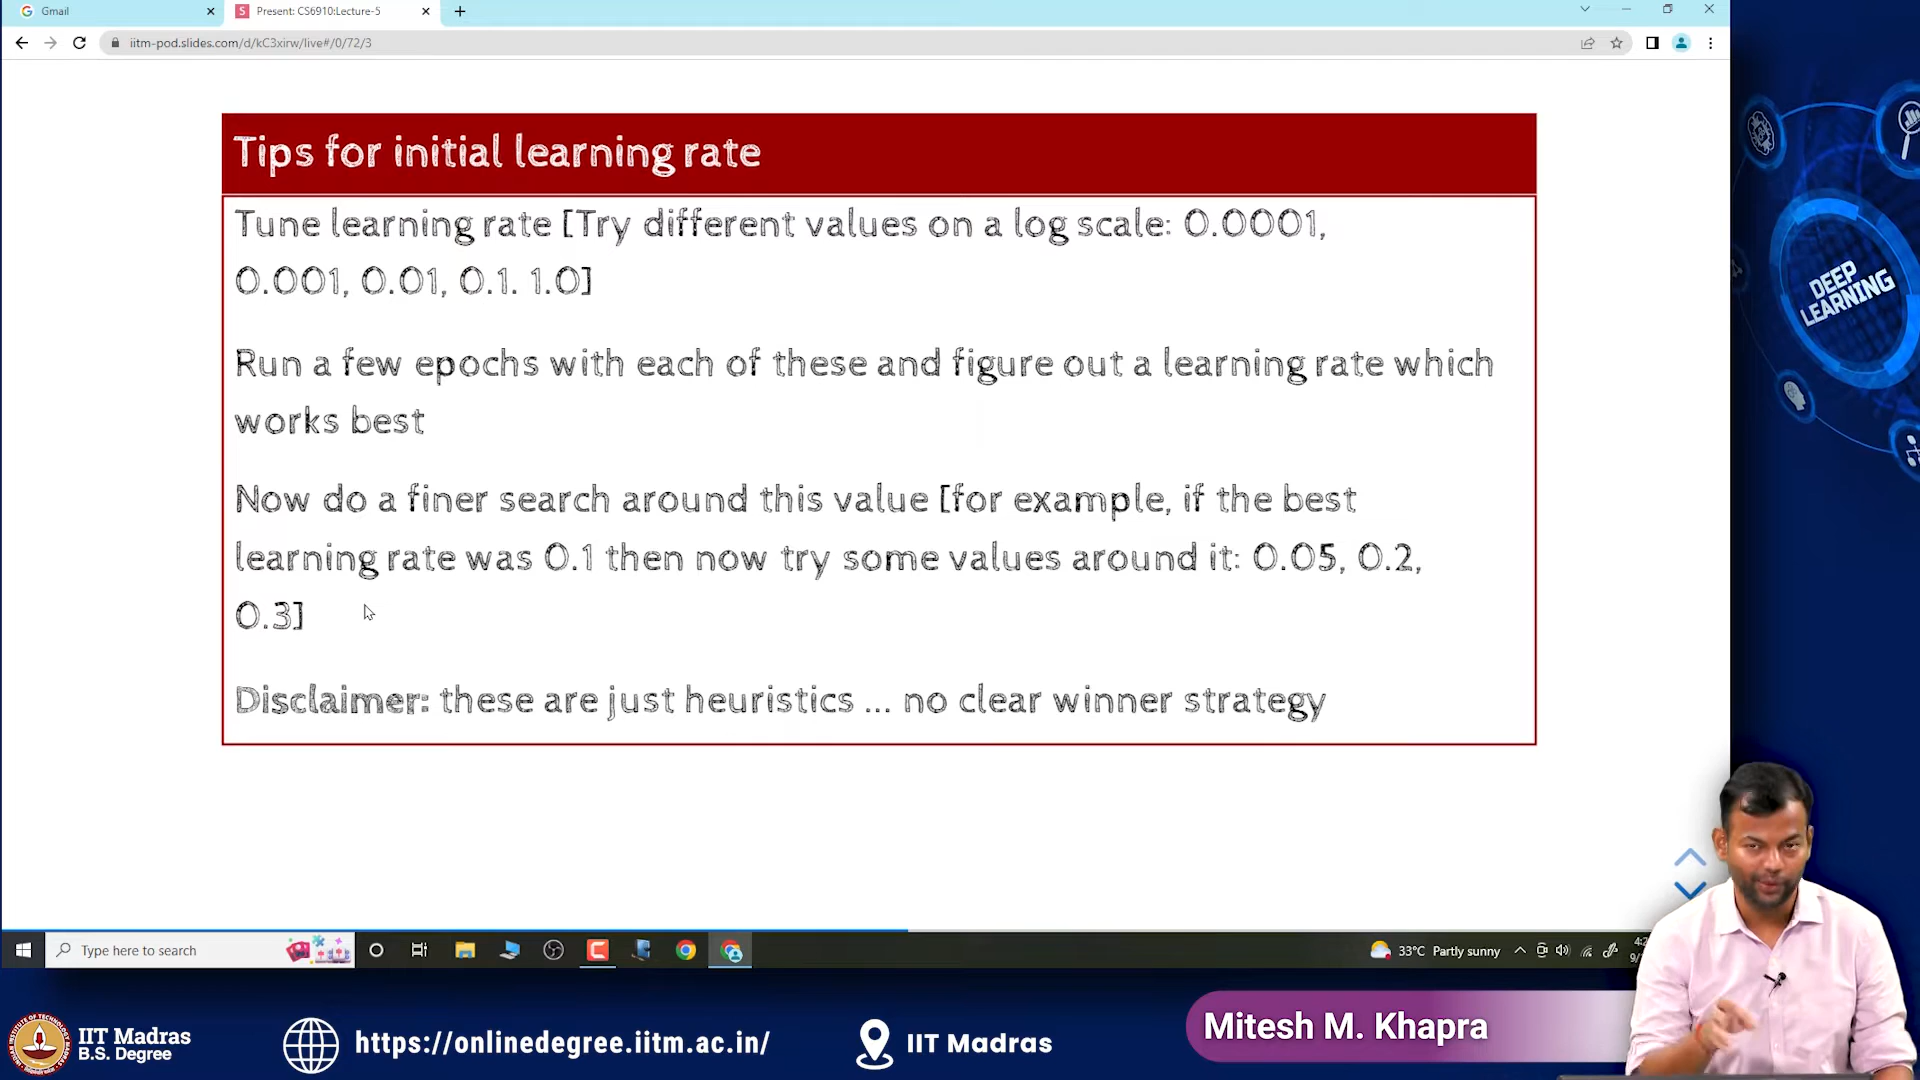 Gmail
S Present: CS6910:Lecture-5
iitm-pod.slides.com/d/kC3xirw/live#/0/72/3
Tips for initial learning rate
Tune learning rate [Try different values on a log scale: 0.0001,
0.001, 0.01, 0.1. 1.0]
Run a few epochs with each of these and figure out a learning rate which
works best
Now do a finer search around this value [for example, if the best
learning rate was 0.1 then now try some values around it: 0.05, 0.2,
0.3]
Disclaimer: these are just heuristics ... no clear winner strategy
DEEP
LEARNING
Type here to search
33°C Partly sunny
IIT Madras
B.S. Degree
https://onlinedegree.iitm.ac.in/
IIT Madras
Mitesh M. Khapra